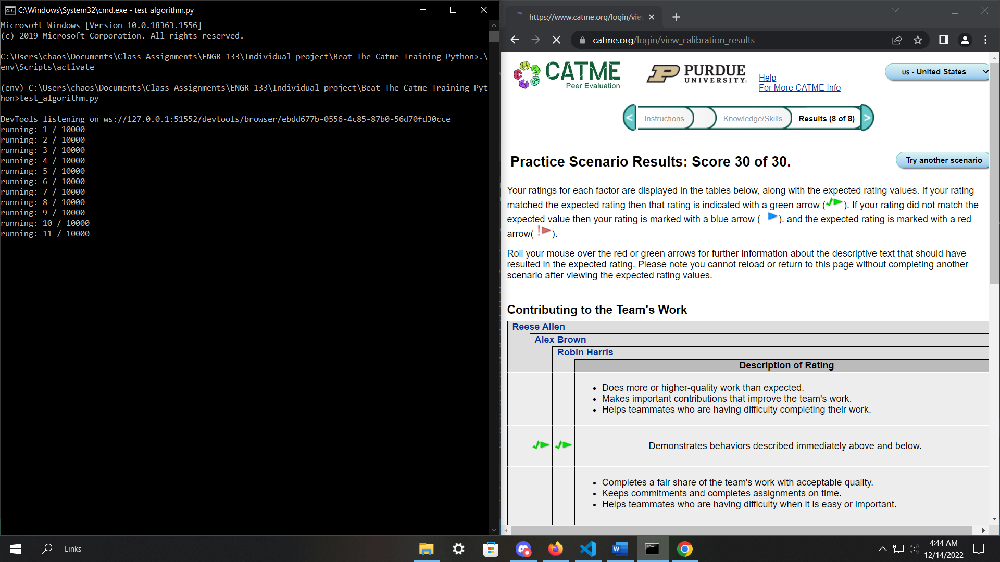 C:\Windows\System32\cmd.exe - test_algorithm.py
Microsoft Windows [Version 10.0.18363.1556]
(c) 2019 Microsoft Corporation. All rights reserved.
C:\Users\chaos\Documents\Class Assignments\ENGR 133\Individual project\Beat The Catme Training Python>.\
env\Scripts\activate
(env) C:\Users\chaos\Documents\Class Assignments\ENGR 133\Individual project\Beat The Catme Training Pyt
hon>test_algorithm.py
DevTools listening on ws://127.0.0.1:51552/devtools/browser/ebdd677b-0556-4c85-87b0-56d70fd30cce
running: 1 / 10000
running: 2 / 10000
running: 3 / 10000
running: 4 / 10000
running: 5 / 10000
running: 6 / 10000
running: 7 / 10000
running: 8 / 10000
running: 9 / 10000
running: 10 / 10000
running: 11 / 10000
https://www.catme.org/login/vie
catme.org/login/view_calibration_results
CATME
Peer Evaluation
PURDUE
UNIVERSITY
Help
For More CATME Info
US - United States
<
Instructions
...
Knowledge/Skills
Results (8 of 8)
>
Practice Scenario Results: Score 30 of 30.
Try another scenario
Your ratings for each factor are displayed in the tables below, along with the expected rating values. If your rating
matched the expected rating then that rating is indicated with a green arrow ( ). If your rating did not match the
expected value then your rating is marked with a blue arrow ( ). and the expected rating is marked with a red
arrow( ! ).
Roll your mouse over the red or green arrows for further information about the descriptive text that should have
resulted in the expected rating. Please note you cannot reload or return to this page without completing another
scenario after viewing the expected rating values.
Contributing to the Team's Work
Reese Allen
Alex Brown
Robin Harris
Description of Rating
• Does more or higher-quality work than expected.
• Makes important contributions that improve the team's work.
• Helps teammates who are having difficulty completing their work.
Demonstrates behaviors described immediately above and below.
• Completes a fair share of the team's work with acceptable quality.
• Keeps commitments and completes assignments on time.
• Helps teammates who are having difficulty when it is easy or important.
Links
4:44 AM
12/14/2022